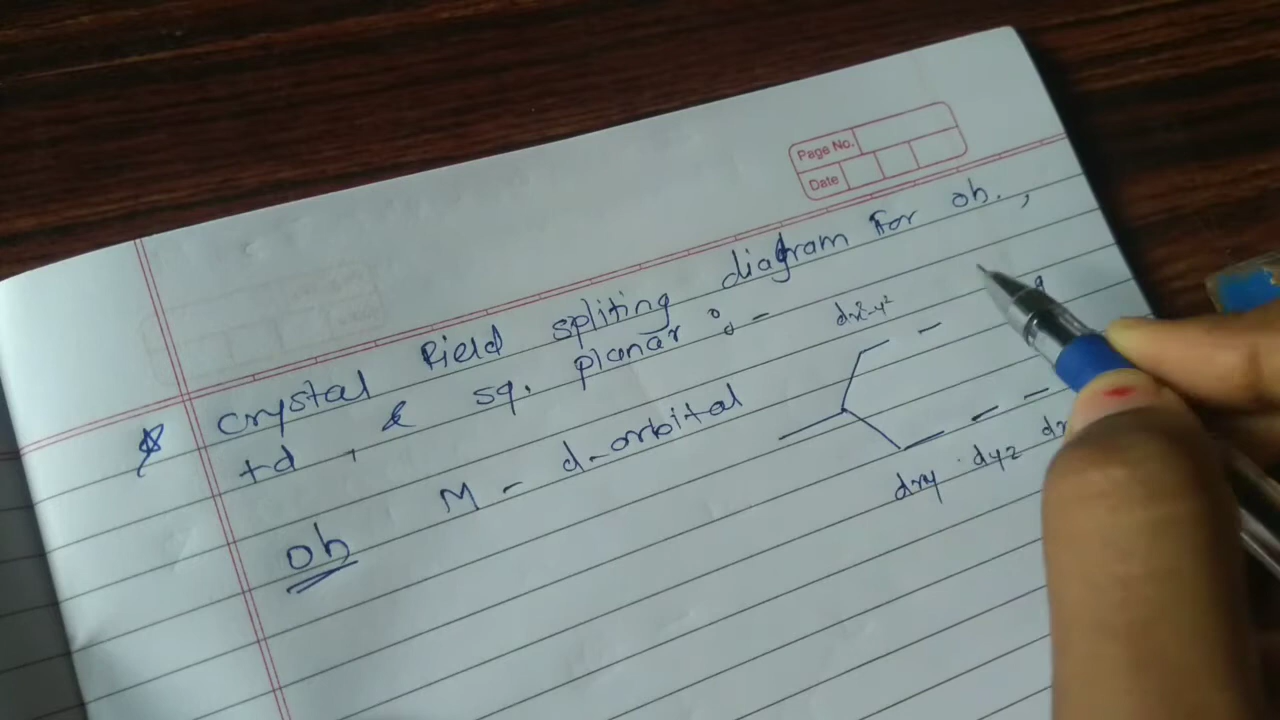 Page No.
Date
crystal field spliting diagram for oh. ,
td , & sq. planar :-
M - d-orbital
dx²-y²
dxy . dyz
oh